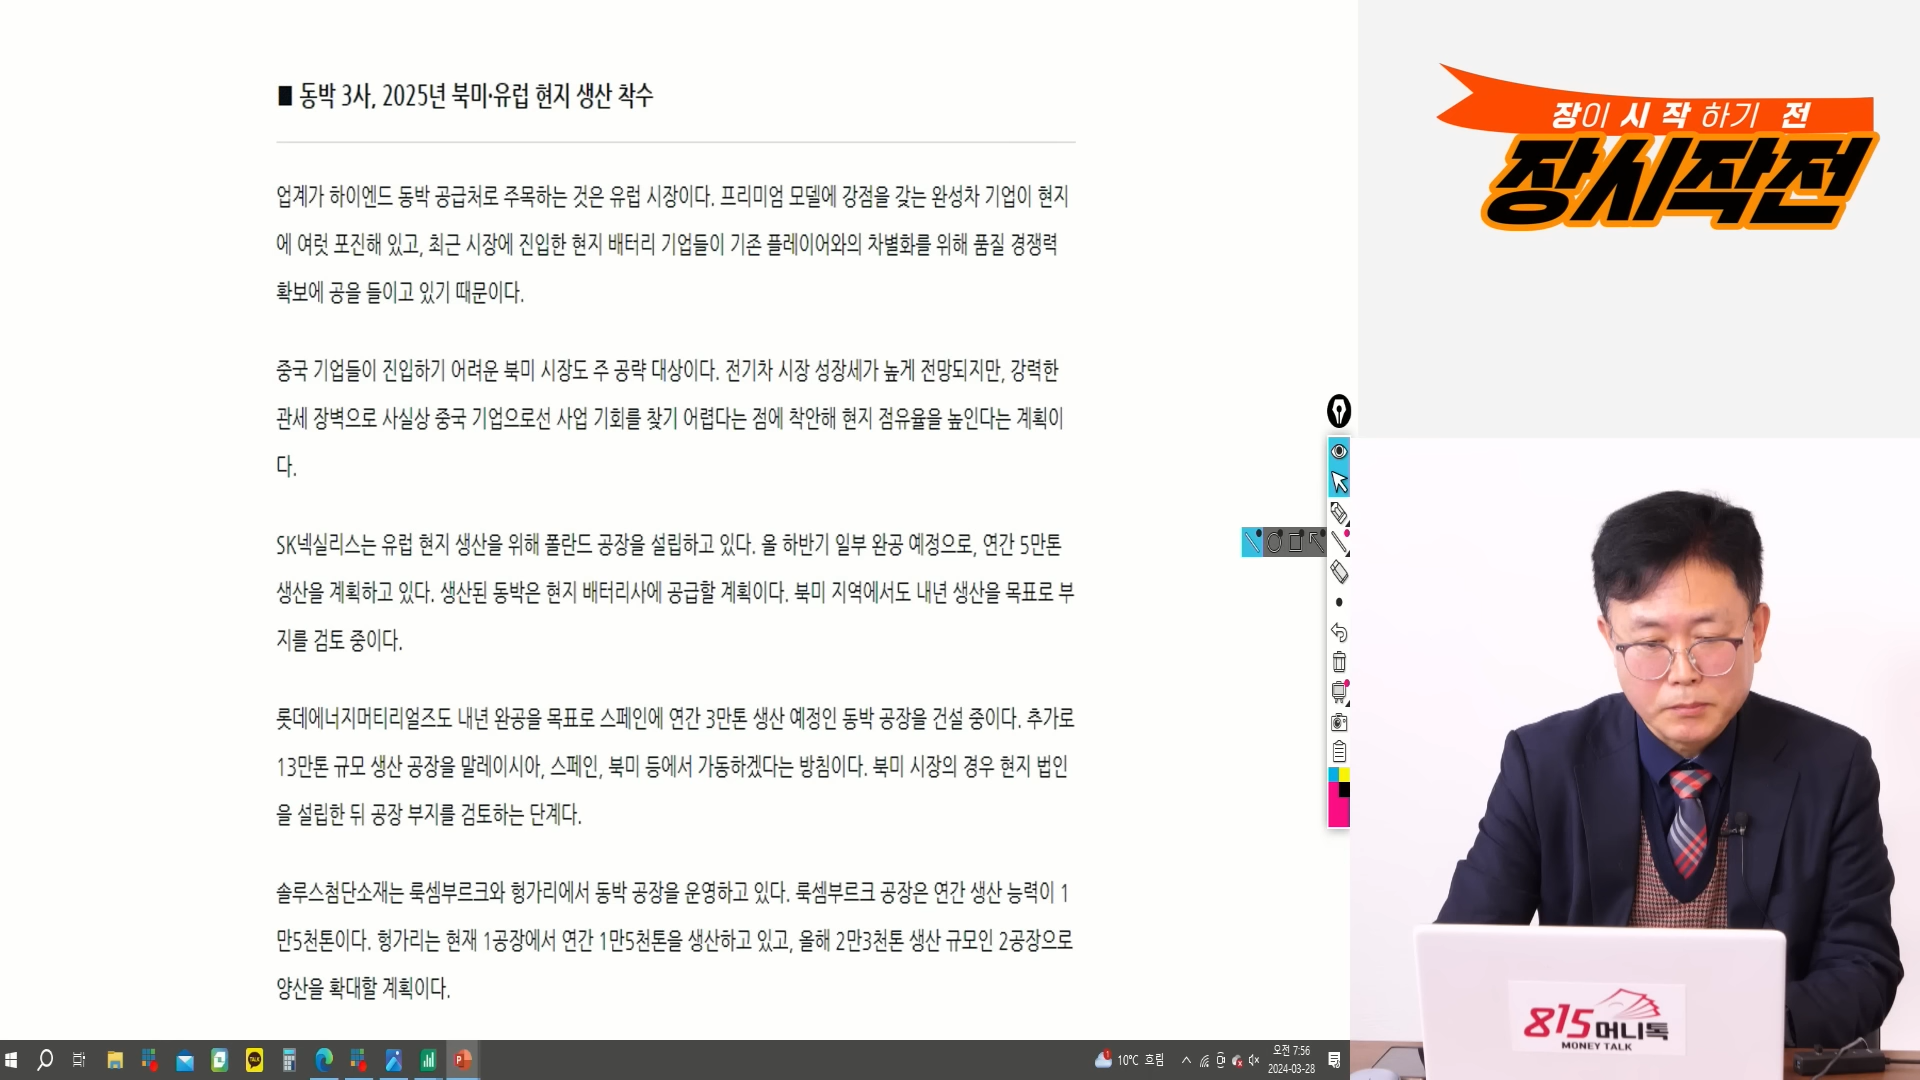 ■ 동박 3사, 2025년 북미·유럽 현지 생산 착수
업계가 하이엔드 동박 공급처로 주목하는 것은 유럽 시장이다. 프리미엄 모델에 강점을 갖는 완성차 기업이 현지
에 여럿 포진해 있고, 최근 시장에 진입한 현지 배터리 기업들이 기존 플레이어와의 차별화를 위해 품질 경쟁력
확보에 공을 들이고 있기 때문이다.
중국 기업들이 진입하기 어려운 북미 시장도 주 공략 대상이다. 전기차 시장 성장세가 높게 전망되지만, 강력한
관세 장벽으로 사실상 중국 기업으로선 사업 기회를 찾기 어렵다는 점에 착안해 현지 점유율을 높인다는 계획이
다.
SK넥실리스는 유럽 현지 생산을 위해 폴란드 공장을 설립하고 있다. 올 하반기 일부 완공 예정으로, 연간 5만톤
생산을 계획하고 있다. 생산된 동박은 현지 배터리사에 공급할 계획이다. 북미 지역에서도 내년 생산을 목표로 부
지를 검토 중이다.
롯데에너지머티리얼즈도 내년 완공을 목표로 스페인에 연간 3만톤 생산 예정인 동박 공장을 건설 중이다. 추가로
13만톤 규모 생산 공장을 말레이시아, 스페인, 북미 등에서 가동하겠다는 방침이다. 북미 시장의 경우 현지 법인
을 설립한 뒤 공장 부지를 검토하는 단계다.
솔루스첨단소재는 룩셈부르크와 헝가리에서 동박 공장을 운영하고 있다. 룩셈부르크 공장은 연간 생산 능력이 1
만5천톤이다. 헝가리는 현재 1공장에서 연간 1만5천톤을 생산하고 있고, 올해 2만3천톤 생산 규모인 2공장으로
양산을 확대할 계획이다.
장이 시작하기 전
장시작전
815머니톡
MONEY TALK
TALK
10℃ 흐림
오전 7:56
2024-03-28